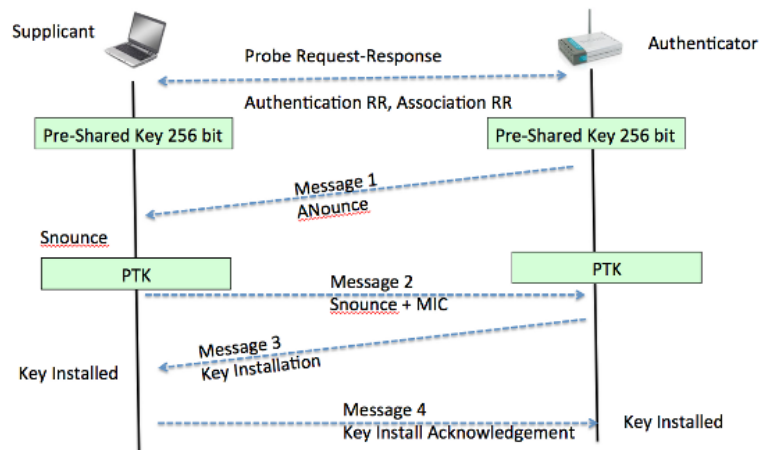 Supplicant
Authenticator
Probe Request-Response
Authentication RR, Association RR
Pre-Shared Key 256 bit
Pre-Shared Key 256 bit
Message 1
ANounce
Snounce
PTK
PTK
Message 2
Snounce + MIC
Message 3
Key Installation
Key Installed
Message 4
Key Install Acknowledgement
Key Installed